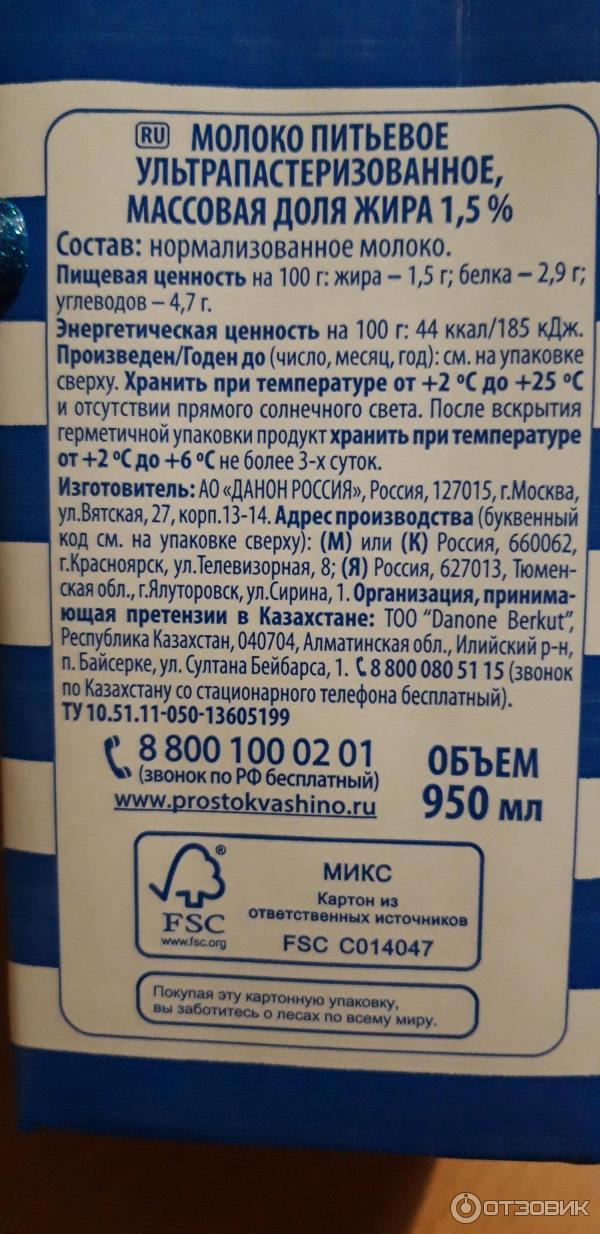 RU МОЛОКО ПИТЬЕВОЕ
УЛЬТРАПАСТЕРИЗОВАННОЕ,
МАССОВАЯ ДОЛЯ ЖИРА 1,5 %
Состав: нормализованное молоко.
Пищевая ценность на 100 г: жира – 1,5 г; белка – 2,9 г;
углеводов – 4,7 г.
Энергетическая ценность на 100 г: 44 ккал/185 кДж.
Произведен/Годен до (число, месяц, год): см. на упаковке
сверху. Хранить при температуре от +2 ºС до +25 ºС
и отсутствии прямого солнечного света. После вскрытия
герметичной упаковки продукт хранить при температуре
от +2 ºС до +6 ºС не более 3-х суток.
Изготовитель: АО «ДАНОН РОССИЯ», Россия, 127015, г.Москва,
ул.Вятская, 27, корп.13-14. Адрес производства (буквенный
код см. на упаковке сверху): (М) или (К) Россия, 660062,
г.Красноярск, ул.Телевизорная, 8; (Я) Россия, 627013, Тюмен-
ская обл., г.Ялуторовск, ул.Сирина, 1. Организация, принима-
ющая претензии в Казахстане: ТОО “Danone Berkut”,
Республика Казахстан, 040704, Алматинская обл., Илийский р-н,
п. Байсерке, ул. Султана Бейбарса, 1. 8 800 080 51 15 (звонок
по Казахстану со стационарного телефона бесплатный).
ТУ 10.51.11-050-13605199
8 800 100 02 01
(звонок по РФ бесплатный)
www.prostokvashino.ru
ОБЪЕМ
950 мл
® FSC
www.fsc.org
МИКС
Картон из
ответственных источников
FSC C014047
Покупая эту картонную упаковку,
вы заботитесь о лесах по всему миру.
ОТЗОВИК